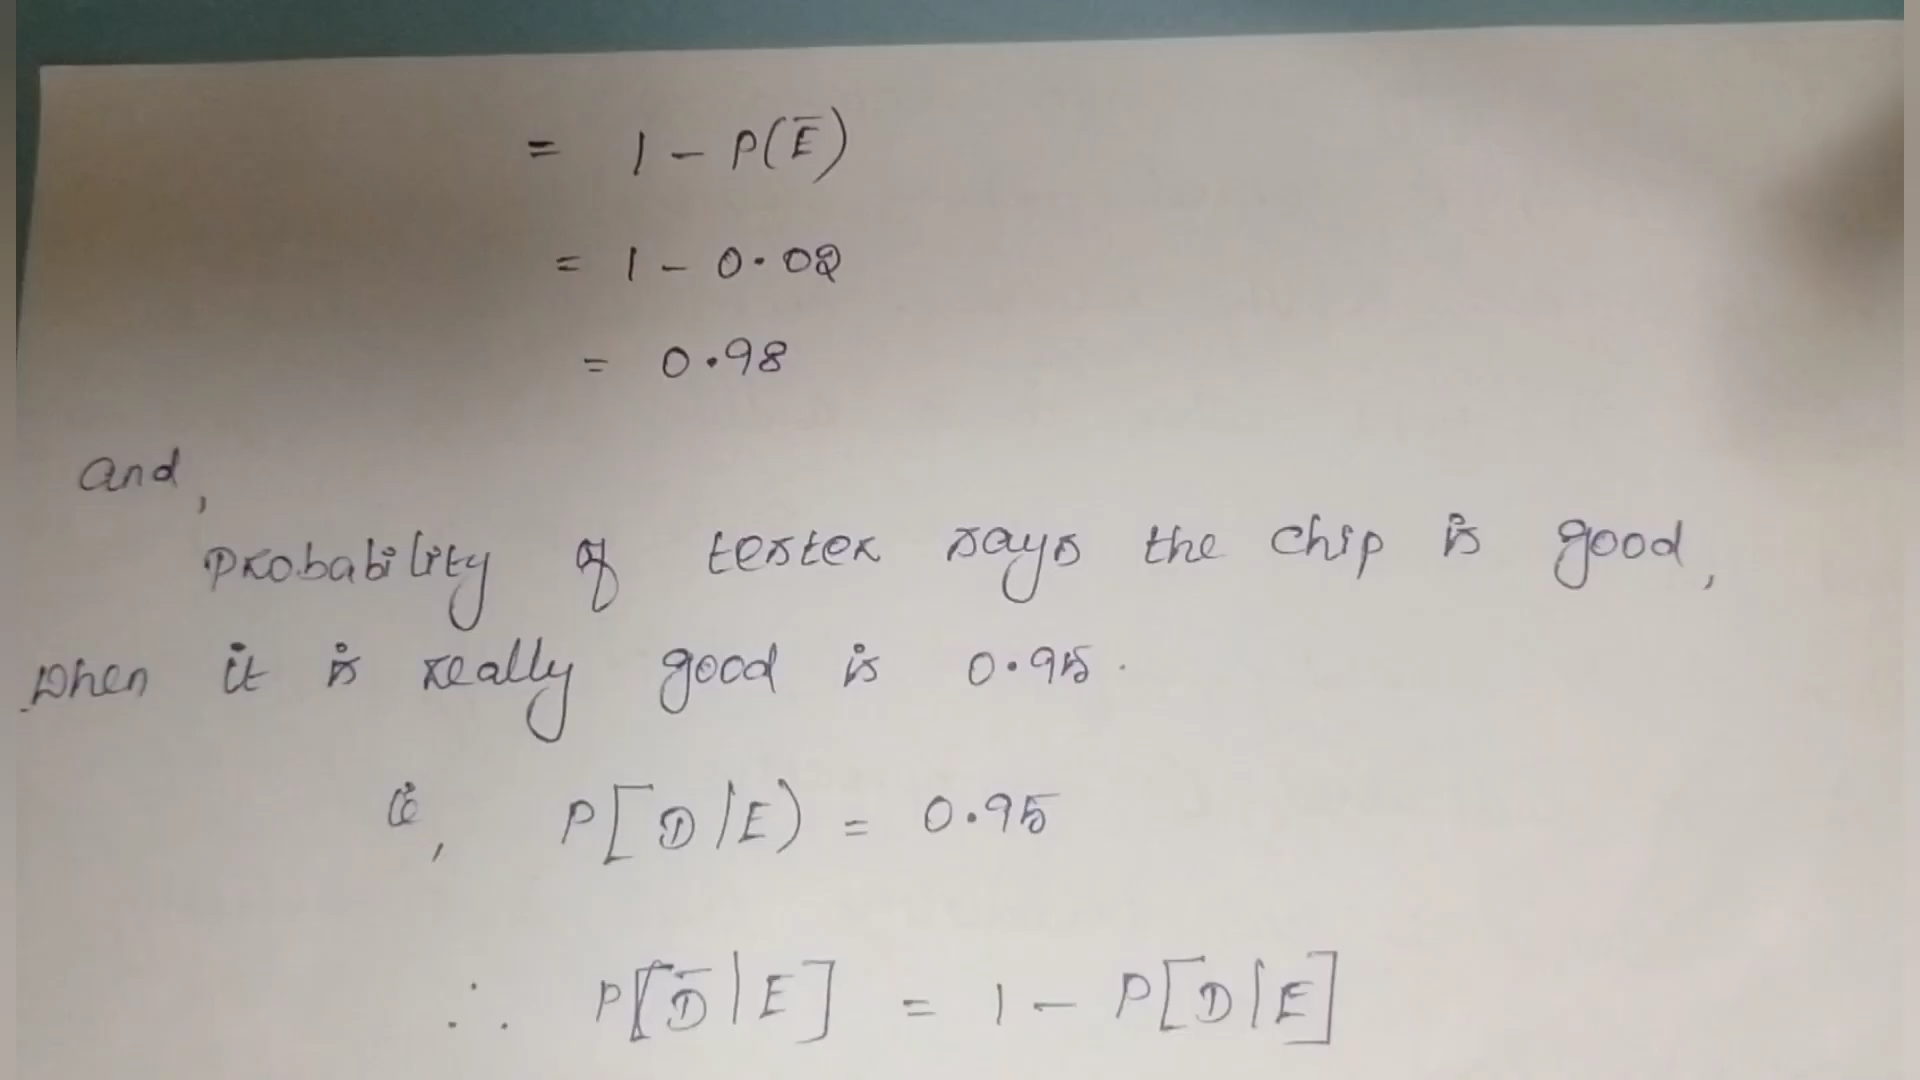 = 1 - P(E̅)
= 1 - 0.02
= 0.98
and,
probability of tester says the chip is good,
when it is really good is 0.95.
ie, P[D/E) = 0.95
∴ P[D̅|E] = 1 - P[D/E]